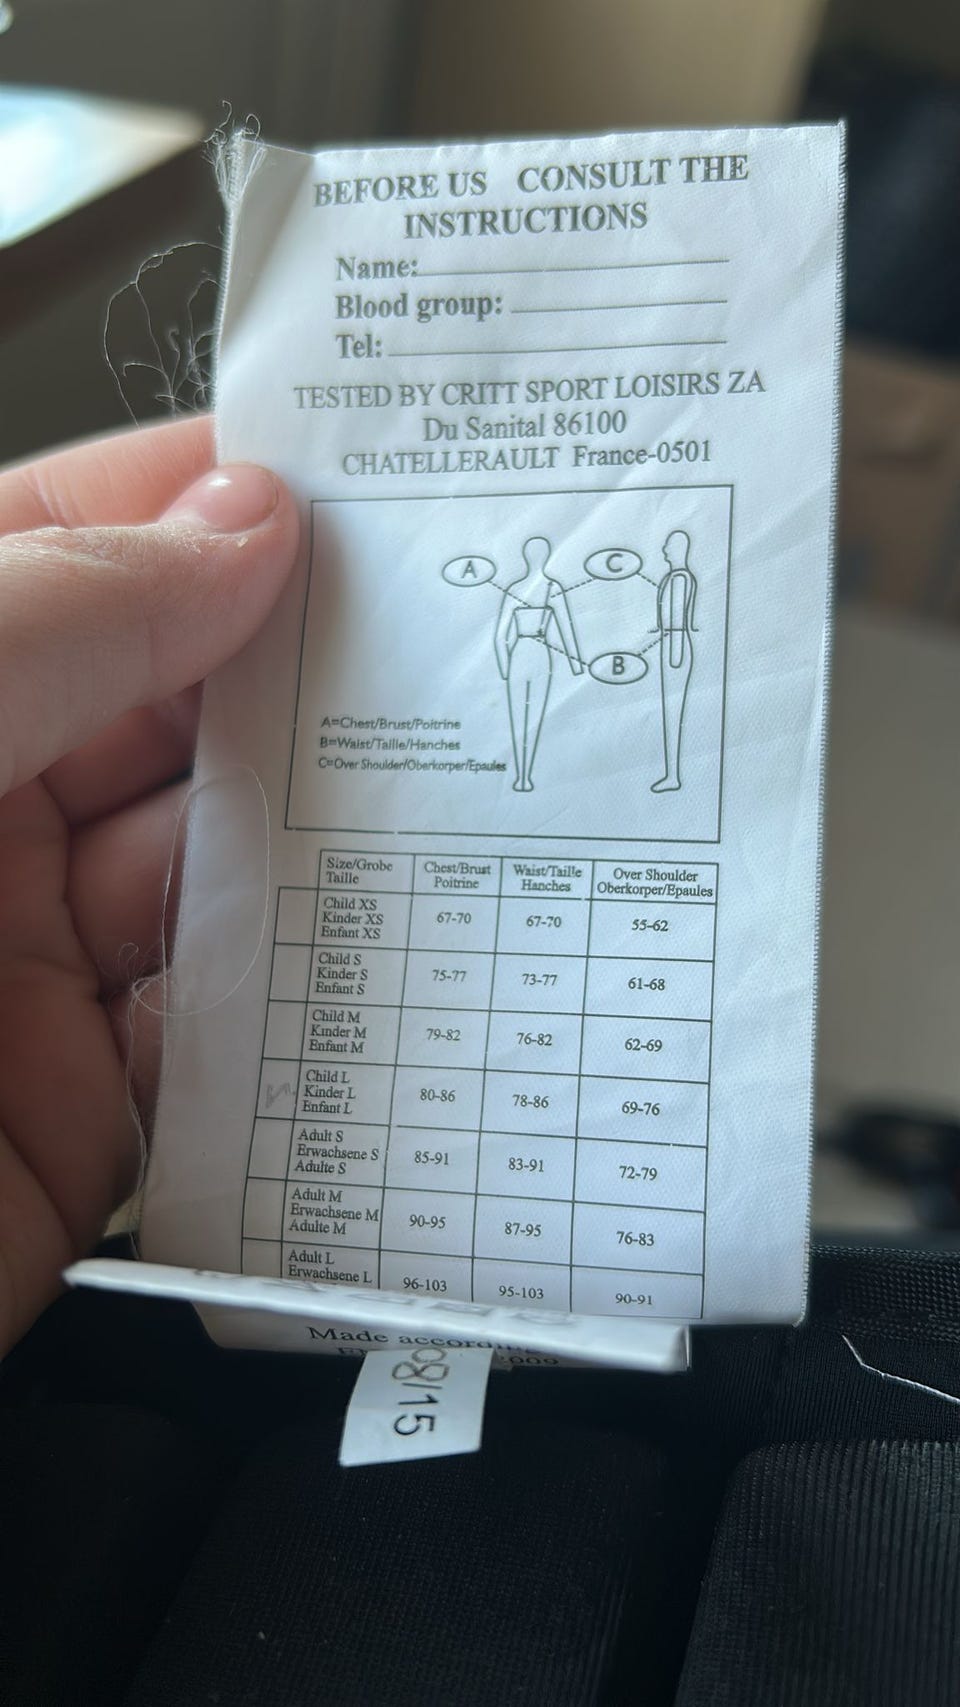 BEFORE US CONSULT THE
INSTRUCTIONS
Name:
Blood group:
Tel:
TESTED BY CRITT SPORT LOISIRS ZA
Du Sanital 86100
CHATELLERAULT France-0501
A
C
B
A=Chest/Brust/Poitrine
B=Waist/Taille/Hanches
C=Over Shoulder/Oberkorper/Epaules
Size/Grobe Chest/Brust Waist/Taille Over Shoulder
Taille Poitrine Hanches Oberkorper/Epaules
Child XS
Kinder XS 67-70 67-70 55-62
Enfant XS
Child S
Kinder S 75-77 73-77 61-68
Enfant S
Child M
Kinder M 79-82 76-82 62-69
Enfant M
Child L
Kinder L 80-86 78-86 69-76
Enfant L
Adult S
Erwachsene S 85-91 83-91 72-79
Adulte S
Adult M
Erwachsene M 90-95 87-95 76-83
Adulte M
Adult L
Erwachsene L 96-103 95-103 90-91
Made
08/15